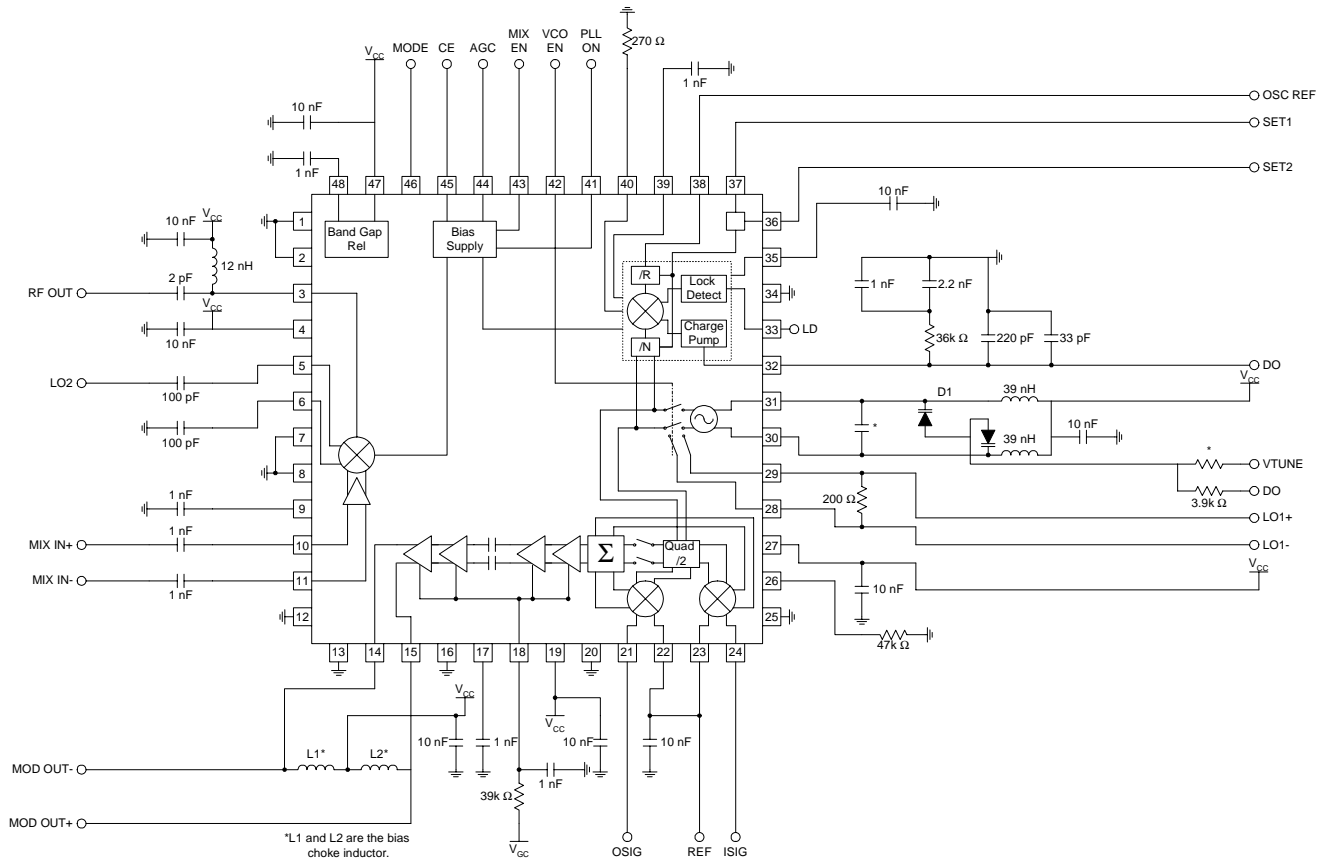 MODE CE AGC MIX EN VCO EN PLL ON
270 Ω
VCC
1 nF
OSC REF
10 nF
SET1
1 nF
SET2
48 47 46 45 44 43 42 41 40 39 38 37
10 nF
VCC
10 nF
1
Band Gap Rel
Bias Supply
36
12 nH
2
35
/R
Lock Detect
1 nF
2.2 nF
2 pF
RF OUT
3
34
VCC
4
33
LD
Charge Pump
/N
36k Ω
220 pF
33 pF
10 nF
5
32
DO
LO2
100 pF
VCC
D1
39 nH
6
31
100 pF
*
10 nF
7
30
39 nH
*
VTUNE
8
29
200 Ω
DO
3.9k Ω
1 nF
9
28
LO1+
1 nF
MIX IN+
10
27
LO1-
Σ
Quad /2
VCC
MIX IN-
11
26
10 nF
1 nF
12
25
47k Ω
13 14 15 16 17 18 19 20 21 22 23 24
VCC
VCC
L1*
L2*
10 nF
1 nF
10 nF
10 nF
MOD OUT-
1 nF
39k Ω
MOD OUT+
*L1 and L2 are the bias
choke inductor.
VGC
OSIG
REF
ISIG